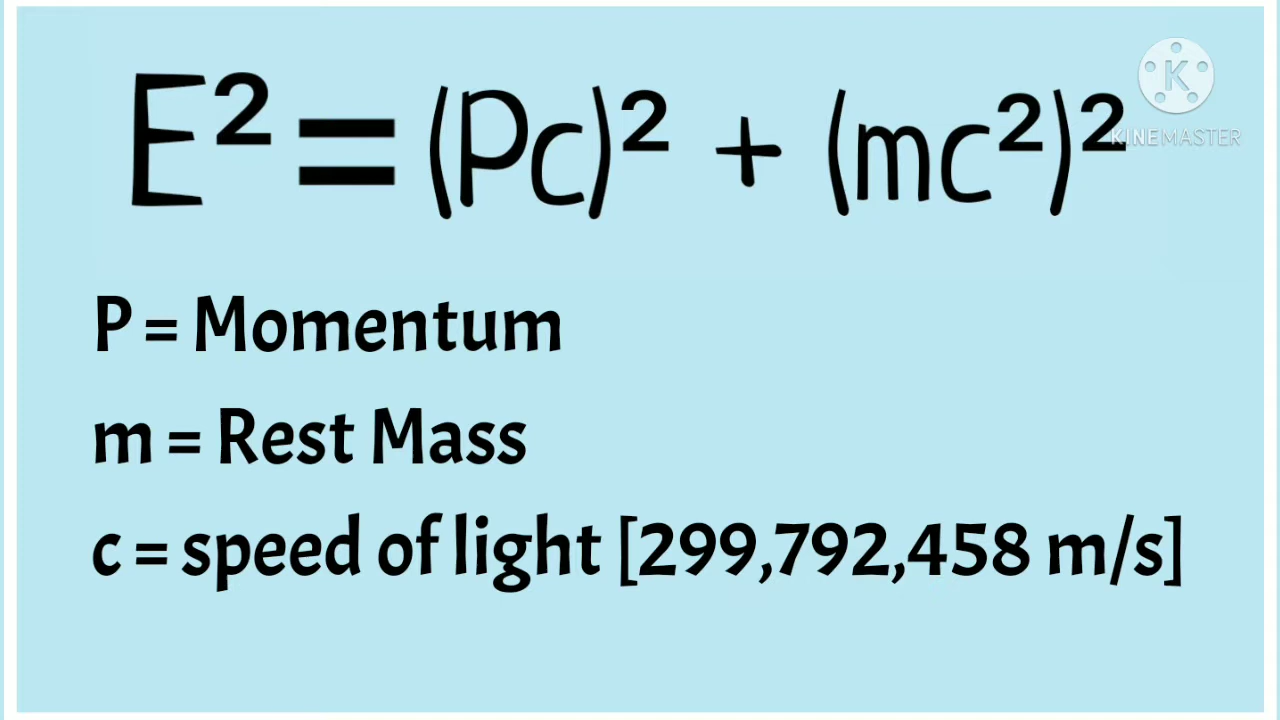 E² = (Pc)² + (mc²)²
K
KINEMASTER
P = Momentum
m = Rest Mass
c = speed of light [299,792,458 m/s]